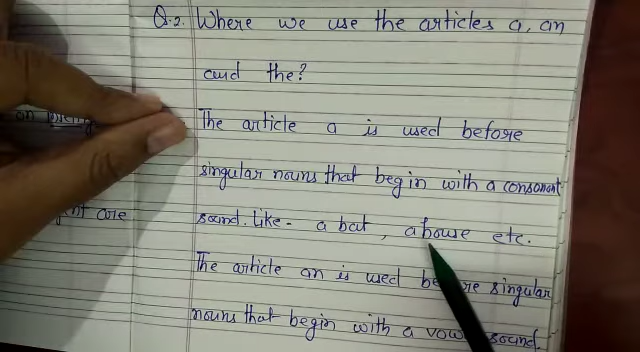 Q.2. Where we use the articles a, an
and the?
The article a is used before
singular nouns that begin with a consonant
sound. Like - a bat, a house etc.
The article an is used before singular
nouns that begin with a vowel sound.